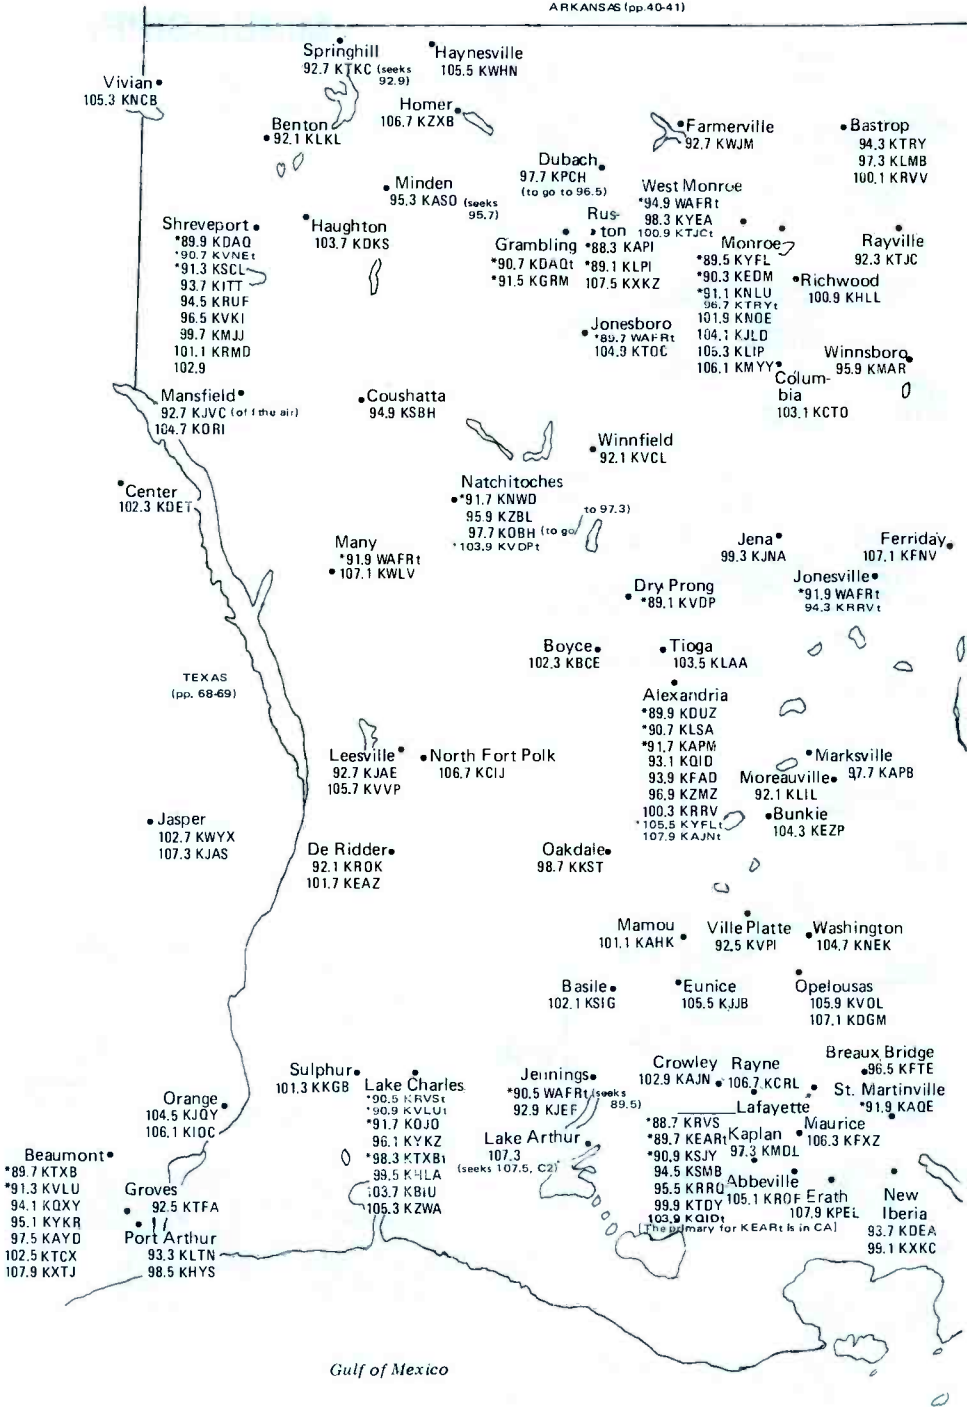 ARKANSAS (pp.40-41)
Springhill
92.7 KTKC (seeks
92.9)
Haynesville
105.5 KWHN
Vivian
105.3 KNCB
Homer
106.7 KZXB
Benton
92.1 KLKL
Farmerville
92.7 KWJM
Bastrop
94.3 KTRY
97.3 KLMB
100.1 KRVV
Dubach
97.7 KPCH
(to go to 96.5)
Minden
95.3 KASO (seeks
95.7)
West Monroe
*94.9 WAFRt
98.3 KYEA
100.9 KTJCt
Shreveport
*89.9 KDAQ
*90.7 KVNEt
*91.3 KSCL
93.7 KITT
94.5 KRUF
96.5 KVKI
99.7 KMJJ
101.1 KRMD
102.9
Haughton
103.7 KDKS
Grambling
*90.7 KDAQt
*91.5 KGRM
Rus-
ton
*88.3 KAPI
*89.1 KLPI
107.5 KXKZ
Monroe
*89.5 KYFL
*90.3 KEDM
*91.1 KNLU
96.7 KTRYt
101.9 KNOE
104.1 KJLO
105.3 KLIP
106.1 KMYY
Rayville
92.3 KTJC
Richwood
100.9 KHLL
Jonesboro
*89.7 WAFRt
104.9 KTOC
Winnsboro
95.9 KMAR
Colum-
bia
103.1 KCTO
Mansfield
92.7 KJVC (off the air)
104.7 KORI
Coushatta
94.9 KSBH
Winnfield
92.1 KVCL
Center
102.3 KDET
Natchitoches
*91.7 KNWD
95.9 KZBL
97.7 KOBH (to go
to 97.3)
*103.9 KVDPt
Many
*91.9 WAFRt
107.1 KWLV
Jena
99.3 KJNA
Ferriday
107.1 KFNV
Jonesville
*91.9 WAFRt
94.3 KRRVt
Dry Prong
*89.1 KVDP
Boyce
102.3 KBCE
Tioga
103.5 KLAA
TEXAS
(pp. 68-69)
Alexandria
*89.9 KDUZ
*90.7 KLSA
*91.7 KAPM
93.1 KQID
93.9 KFAD
96.9 KZMZ
100.3 KRRV
*105.5 KYFLt
107.9 KAJNt
Leesville
92.7 KJAE
105.7 KVVP
North Fort Polk
106.7 KCIJ
Marksville
97.7 KAPB
Moreauville
92.1 KLIL
Bunkie
104.3 KEZP
Jasper
102.7 KWYX
107.3 KJAS
De Ridder
92.1 KROK
101.7 KEAZ
Oakdale
98.7 KKST
Mamou
101.1 KAHK
Ville Platte
92.5 KVPI
Washington
104.7 KNEK
Basile
102.1 KSIG
Eunice
105.5 KJJB
Opelousas
105.9 KVOL
107.1 KDGM
Breaux Bridge
96.5 KFTE
Sulphur
101.3 KKGB
Lake Charles
*90.5 KRVSt
*90.9 KVLUt
*91.7 KOJO
96.1 KYKZ
*98.3 KTXBt
99.5 KHLA
103.7 KBIU
105.3 KZWA
Jennings
*90.5 WAFRt (seeks
89.5)
92.9 KJEF
Crowley
102.9 KAJN
Rayne
106.7 KCRL
St. Martinville
*91.9 KAQE
Orange
104.5 KJQY
106.1 KIOC
Lafayette
*88.7 KRVS
*89.7 KEARt
*90.9 KSJY
94.5 KSMB
95.5 KRRQ
99.9 KTDY
103.9 KQIDt
[The primary for KEARt is in CA]
Lake Arthur
107.3
(seeks 107.5, C2)
Kaplan
97.3 KMDL
Maurice
106.3 KFXZ
Beaumont
*89.7 KTXB
*91.3 KVLU
94.1 KQXY
95.1 KYKR
97.5 KAYD
102.5 KTCX
107.9 KXTJ
Groves
92.5 KTFA
Port Arthur
93.3 KLTN
98.5 KHYS
Abbeville
105.1 KROF
Erath
107.9 KPEL
New
Iberia
93.7 KDEA
99.1 KXKC
Gulf of Mexico